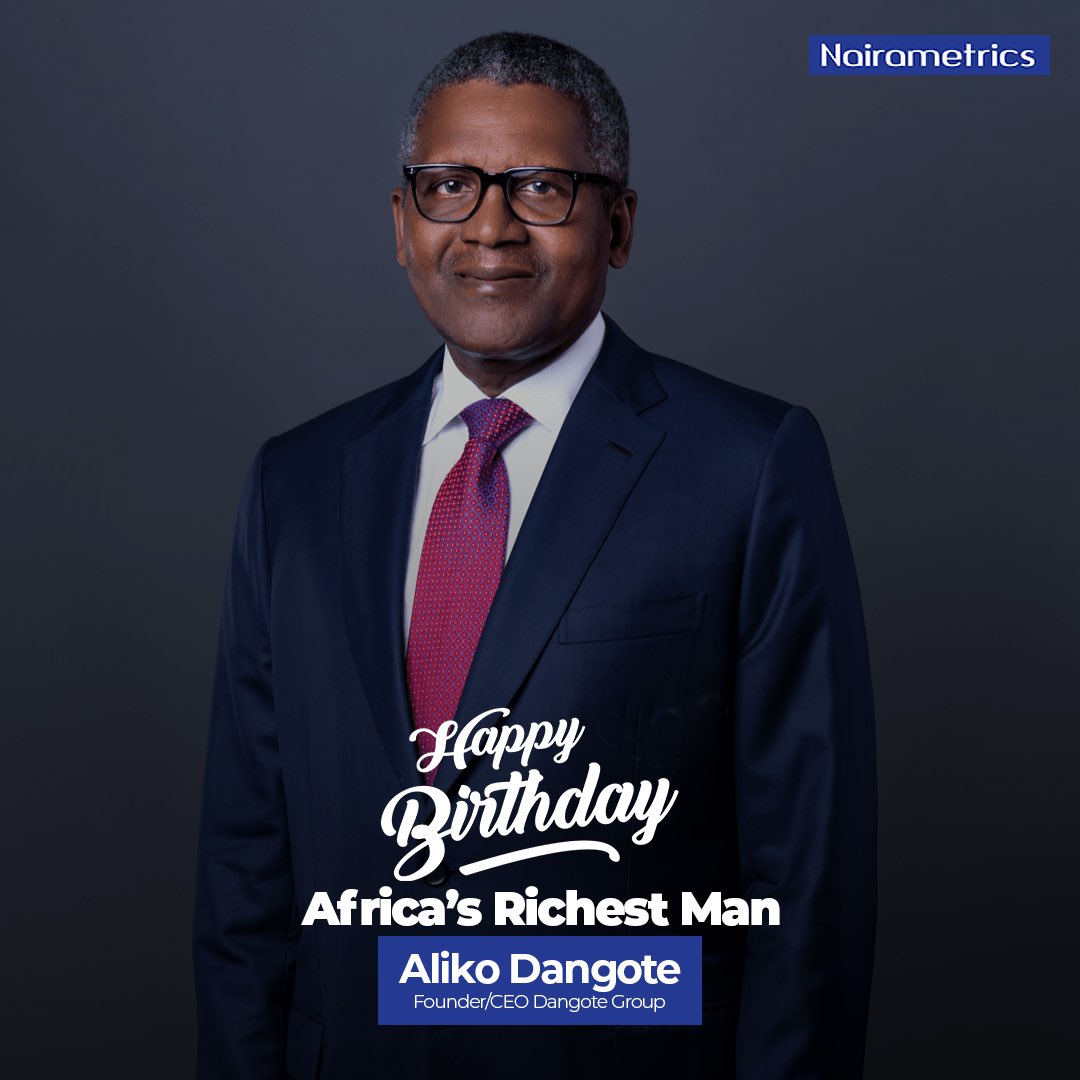 Nairametrics
Happy
Birthday
Africa’s Richest Man
Aliko Dangote
Founder/CEO Dangote Group